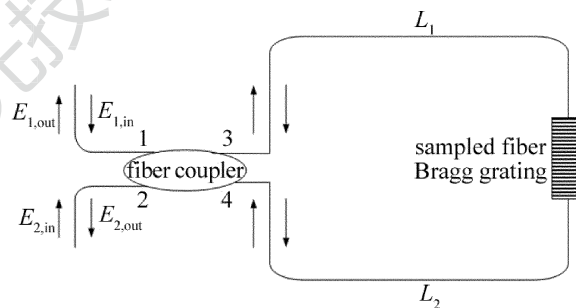 L₁
E₁,out
E₁,in
1
3
fiber coupler
sampled fiber
Bragg grating
E₂,in
E₂,out
2
4
L₂